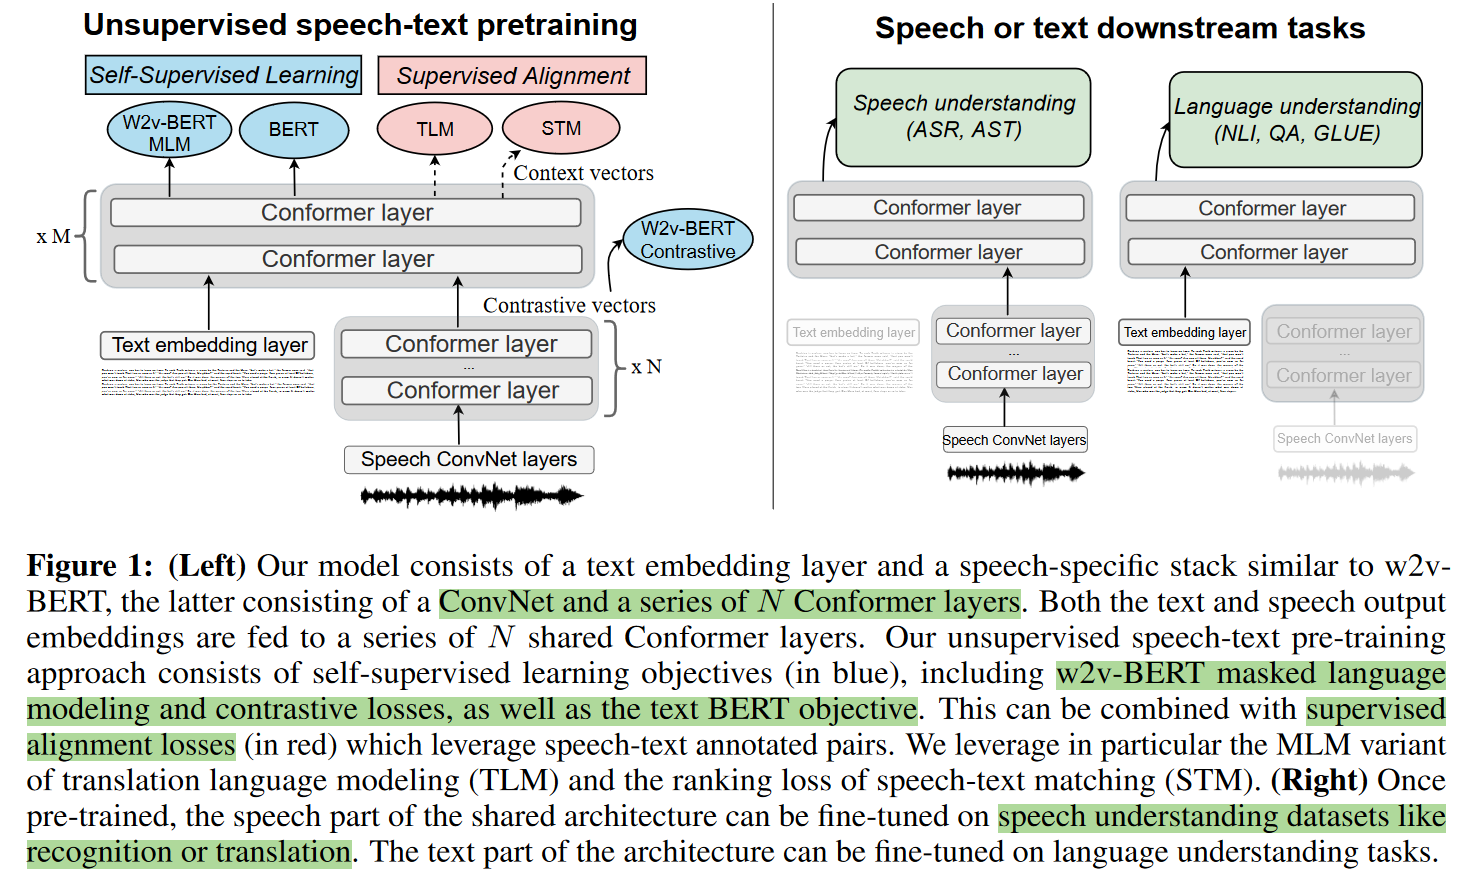 Unsupervised speech-text pretraining
Self-Supervised Learning
Supervised Alignment
W2v-BERT
MLM
BERT
TLM
STM
Context vectors
Conformer layer
x M
Conformer layer
W2v-BERT
Contrastive
Contrastive vectors
Text embedding layer
Conformer layer
...
x N
Conformer layer
Speech ConvNet layers
Speech or text downstream tasks
Speech understanding
(ASR, AST)
Conformer layer
Conformer layer
Text embedding layer
Conformer layer
...
Conformer layer
Speech ConvNet layers
Language understanding
(NLI, QA, GLUE)
Conformer layer
Conformer layer
Text embedding layer
Conformer layer
...
Conformer layer
Speech ConvNet layers
Figure 1: (Left) Our model consists of a text embedding layer and a speech-specific stack similar to w2v-
BERT, the latter consisting of a ConvNet and a series of N Conformer layers. Both the text and speech output
embeddings are fed to a series of N shared Conformer layers. Our unsupervised speech-text pre-training
approach consists of self-supervised learning objectives (in blue), including w2v-BERT masked language
modeling and contrastive losses, as well as the text BERT objective. This can be combined with supervised
alignment losses (in red) which leverage speech-text annotated pairs. We leverage in particular the MLM variant
of translation language modeling (TLM) and the ranking loss of speech-text matching (STM). (Right) Once
pre-trained, the speech part of the shared architecture can be fine-tuned on speech understanding datasets like
recognition or translation. The text part of the architecture can be fine-tuned on language understanding tasks.